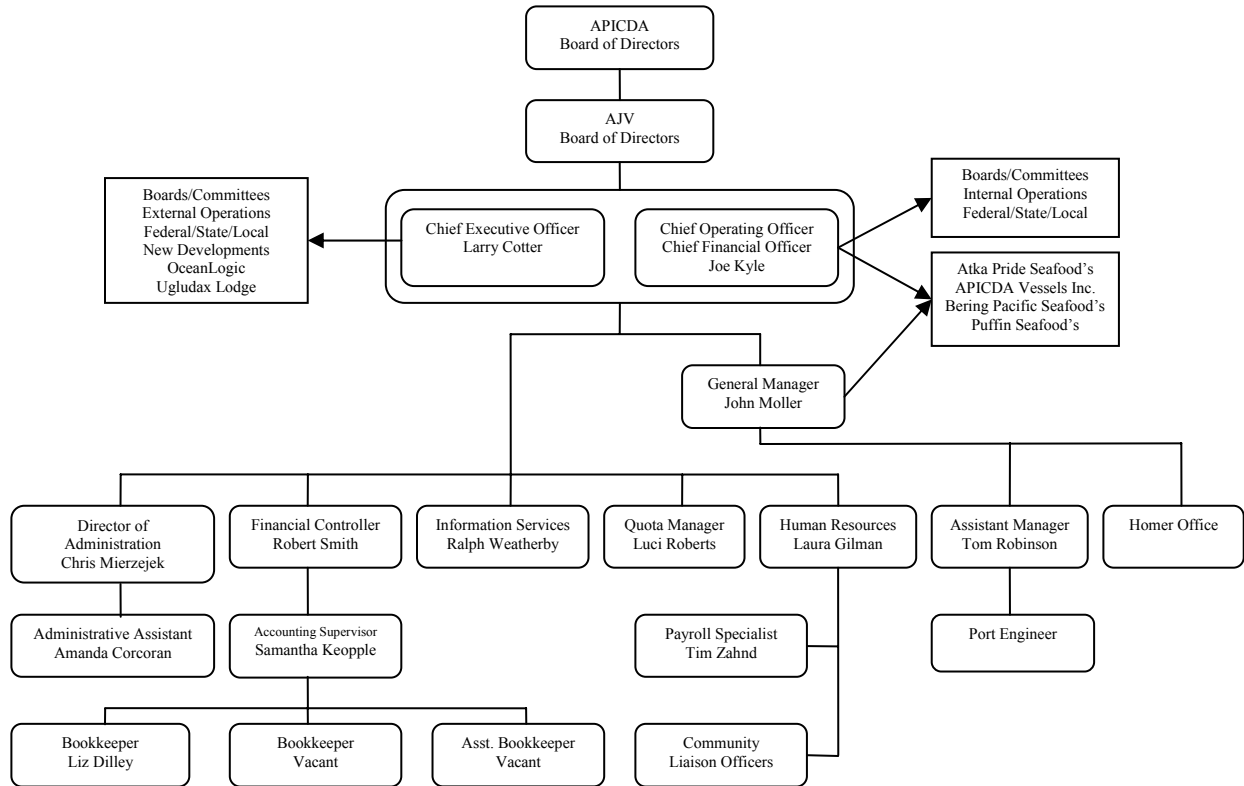 APICDA
Board of Directors
AJV
Board of Directors
Boards/Committees
External Operations
Federal/State/Local
New Developments
OceanLogic
Ugludax Lodge
Chief Executive Officer
Larry Cotter
Chief Operating Officer
Chief Financial Officer
Joe Kyle
Boards/Committees
Internal Operations
Federal/State/Local
Atka Pride Seafood’s
APICDA Vessels Inc.
Bering Pacific Seafood’s
Puffin Seafood’s
General Manager
John Moller
Director of
Administration
Chris Mierzejek
Financial Controller
Robert Smith
Information Services
Ralph Weatherby
Quota Manager
Luci Roberts
Human Resources
Laura Gilman
Assistant Manager
Tom Robinson
Homer Office
Administrative Assistant
Amanda Corcoran
Accounting Supervisor
Samantha Keopple
Payroll Specialist
Tim Zahnd
Port Engineer
Bookkeeper
Liz Dilley
Bookkeeper
Vacant
Asst. Bookkeeper
Vacant
Community
Liaison Officers